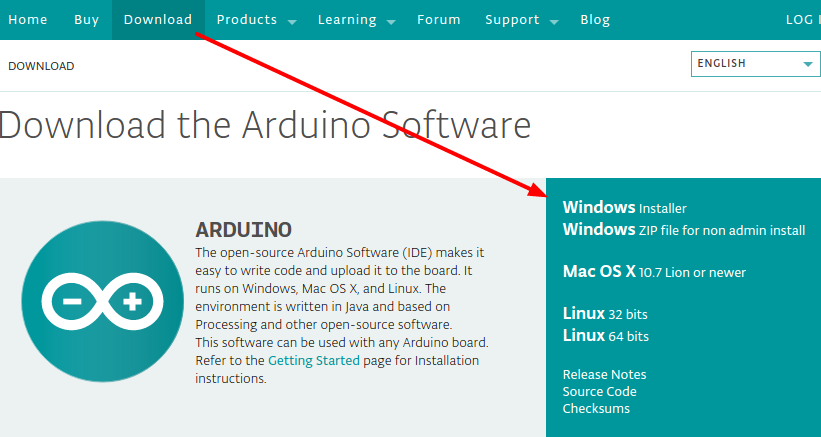 Home Buy Download Products Learning Forum Support Blog LOG
DOWNLOAD
ENGLISH
Download the Arduino Software
ARDUINO
The open-source Arduino Software (IDE) makes it
easy to write code and upload it to the board. It
runs on Windows, Mac OS X, and Linux. The
environment is written in Java and based on
Processing and other open-source software.
This software can be used with any Arduino board.
Refer to the Getting Started page for Installation
instructions.
Windows Installer
Windows ZIP file for non admin install
Mac OS X 10.7 Lion or newer
Linux 32 bits
Linux 64 bits
Release Notes
Source Code
Checksums